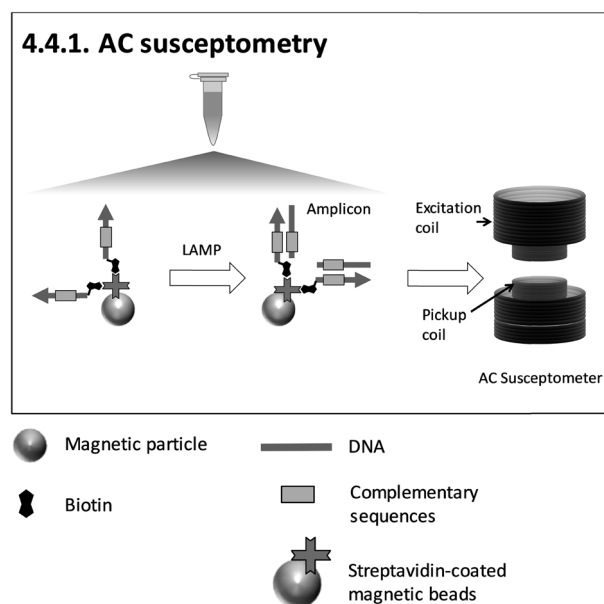 4.4.1. AC susceptometry
Amplicon
LAMP
Excitation
coil
Pickup
coil
AC Susceptometer
Magnetic particle
DNA
Biotin
Complementary
sequences
Streptavidin-coated
magnetic beads